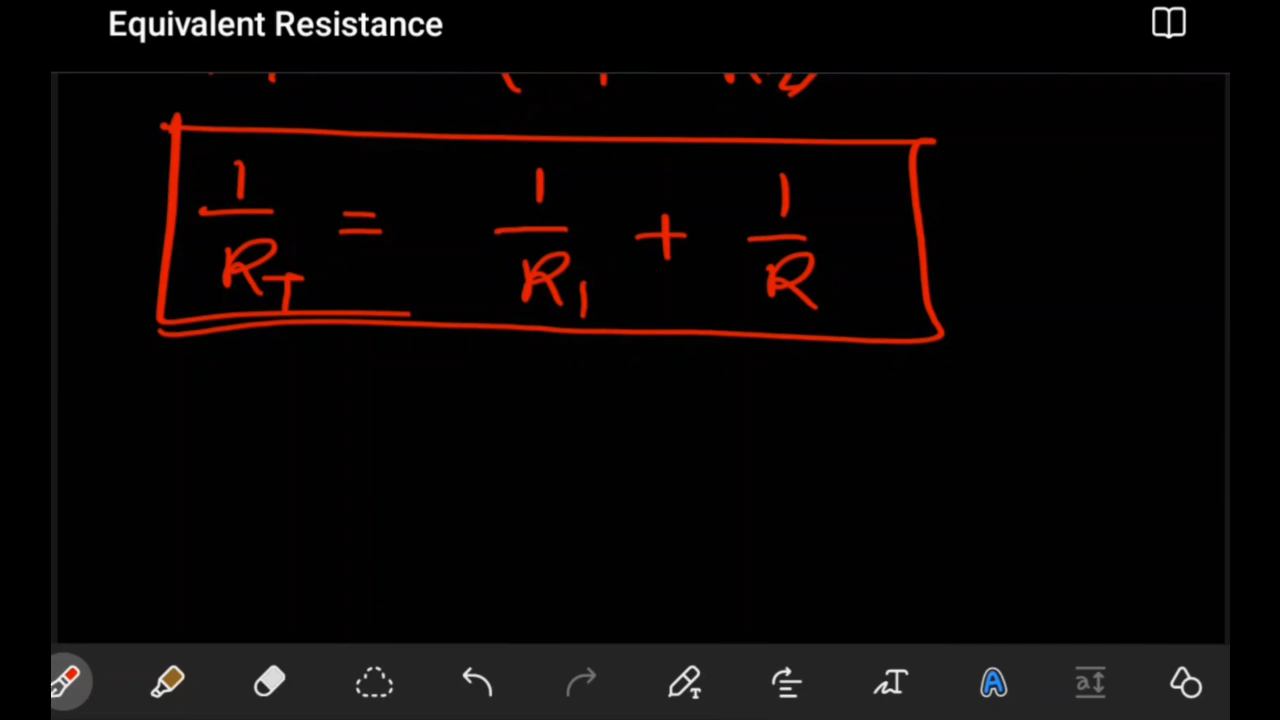 Equivalent Resistance
1/R_T = 1/R_1 + 1/R